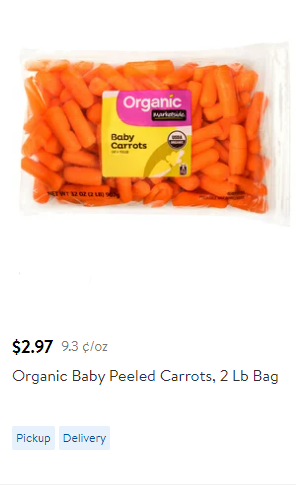 Organic
Marketside
Baby
Carrots
USDA
ORGANIC
NET WT 32 OZ (2 LB) 907g
$2.97 9.3 ¢/oz
Organic Baby Peeled Carrots, 2 Lb Bag
Pickup Delivery